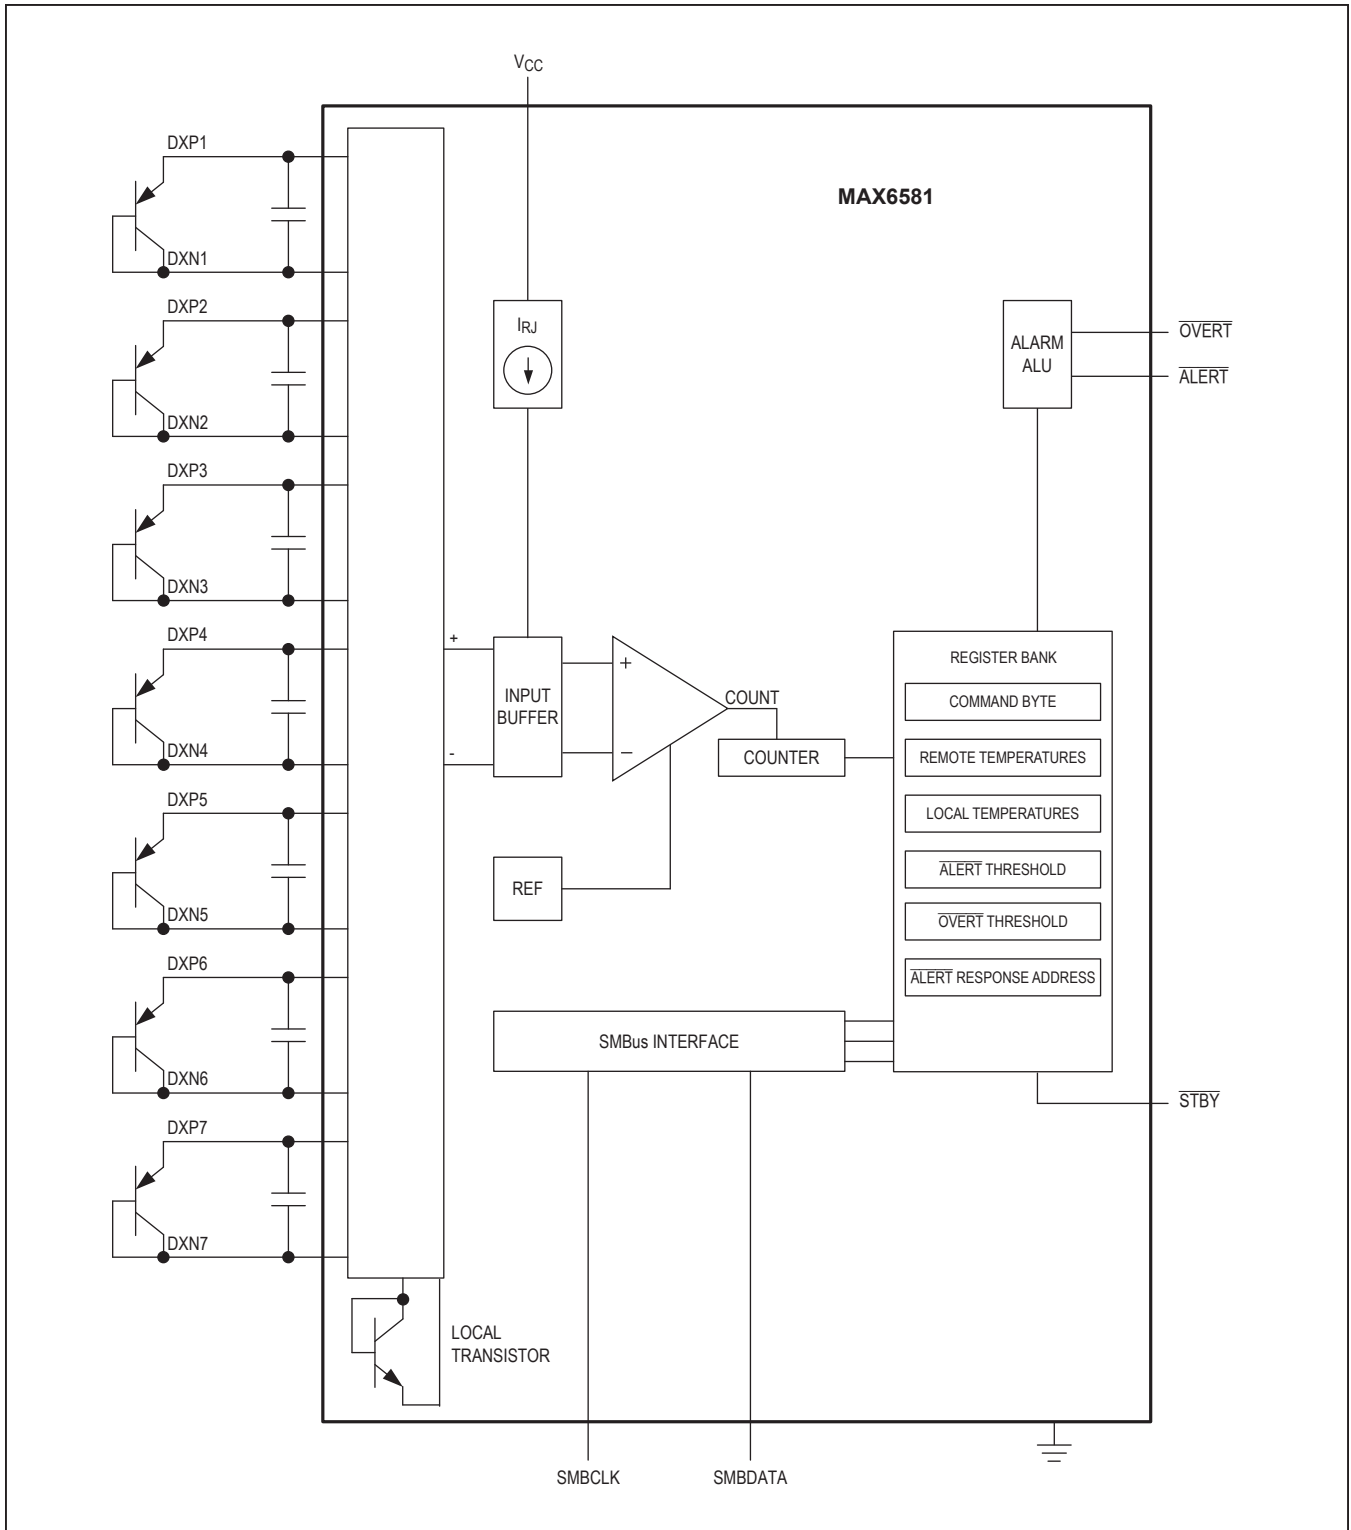 VCC
MAX6581
DXP1
DXN1
DXP2
DXN2
DXP3
DXN3
DXP4
DXN4
DXP5
DXN5
DXP6
DXN6
DXP7
DXN7
IRJ
ALARM
ALU
OVERT
ALERT
+
-
INPUT
BUFFER
+
−
COUNT
COUNTER
REF
REGISTER BANK
COMMAND BYTE
REMOTE TEMPERATURES
LOCAL TEMPERATURES
ALERT THRESHOLD
OVERT THRESHOLD
ALERT RESPONSE ADDRESS
SMBus INTERFACE
STBY
LOCAL
TRANSISTOR
SMBCLK
SMBDATA